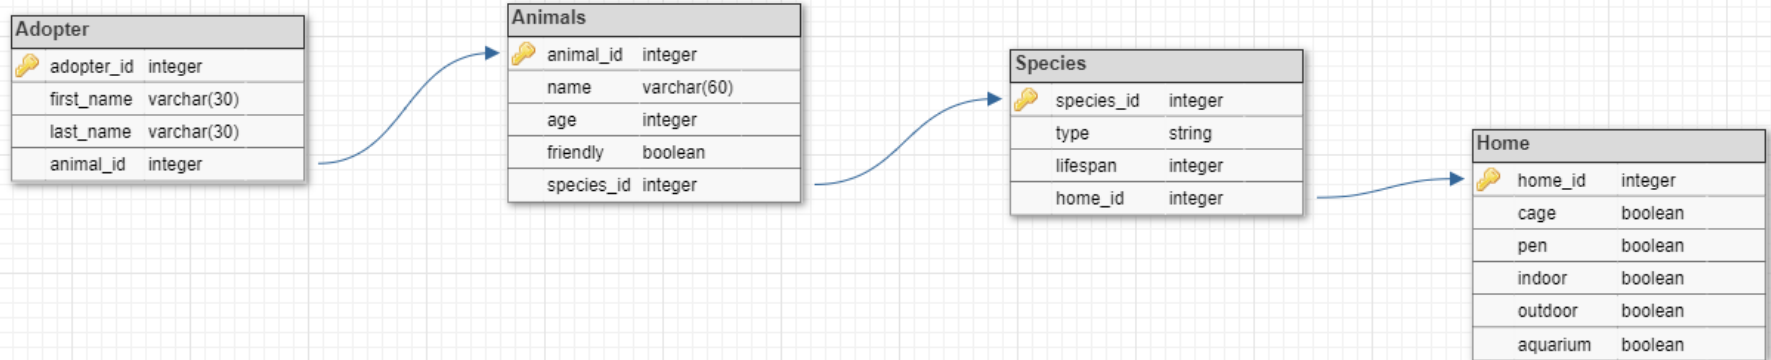 Adopter
adopter_id integer
first_name varchar(30)
last_name varchar(30)
animal_id integer
Animals
animal_id integer
name varchar(60)
age integer
friendly boolean
species_id integer
Species
species_id integer
type string
lifespan integer
home_id integer
Home
home_id integer
cage boolean
pen boolean
indoor boolean
outdoor boolean
aquarium boolean